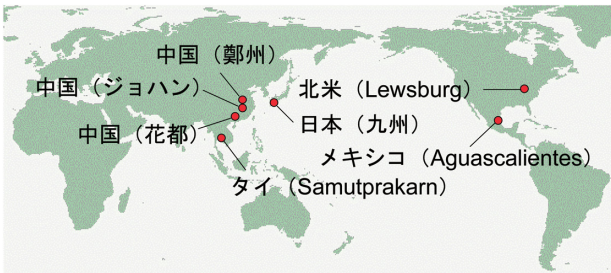 中国（鄭州）
中国（ジョハン）
北米（Lewsburg）
中国（花都）
日本（九州）
メキシコ（Aguascalientes）
タイ（Samutprakarn）